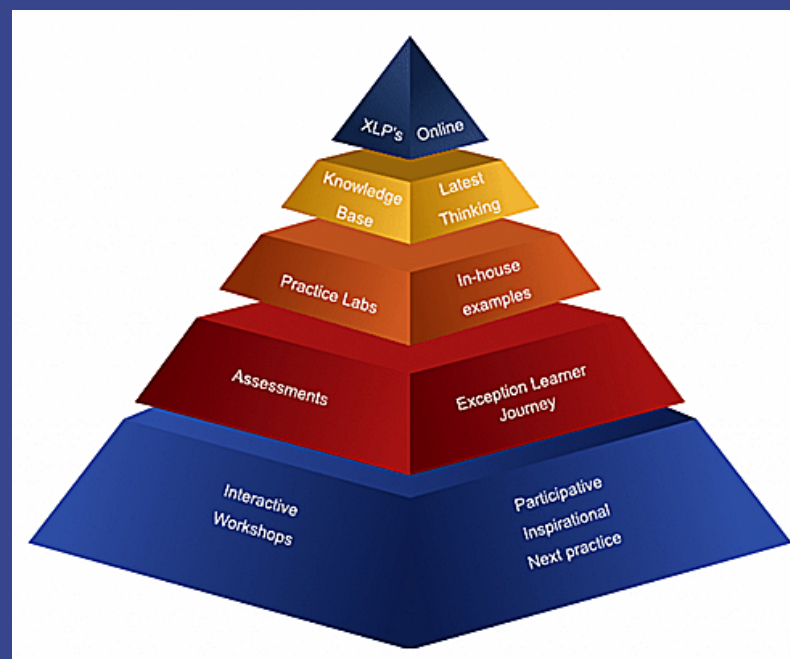 XLP's
Online
Knowledge
Base
Latest
Thinking
Practice Labs
In-house
examples
Assessments
Exception Learner
Journey
Interactive
Workshops
Participative
Inspirational
Next practice